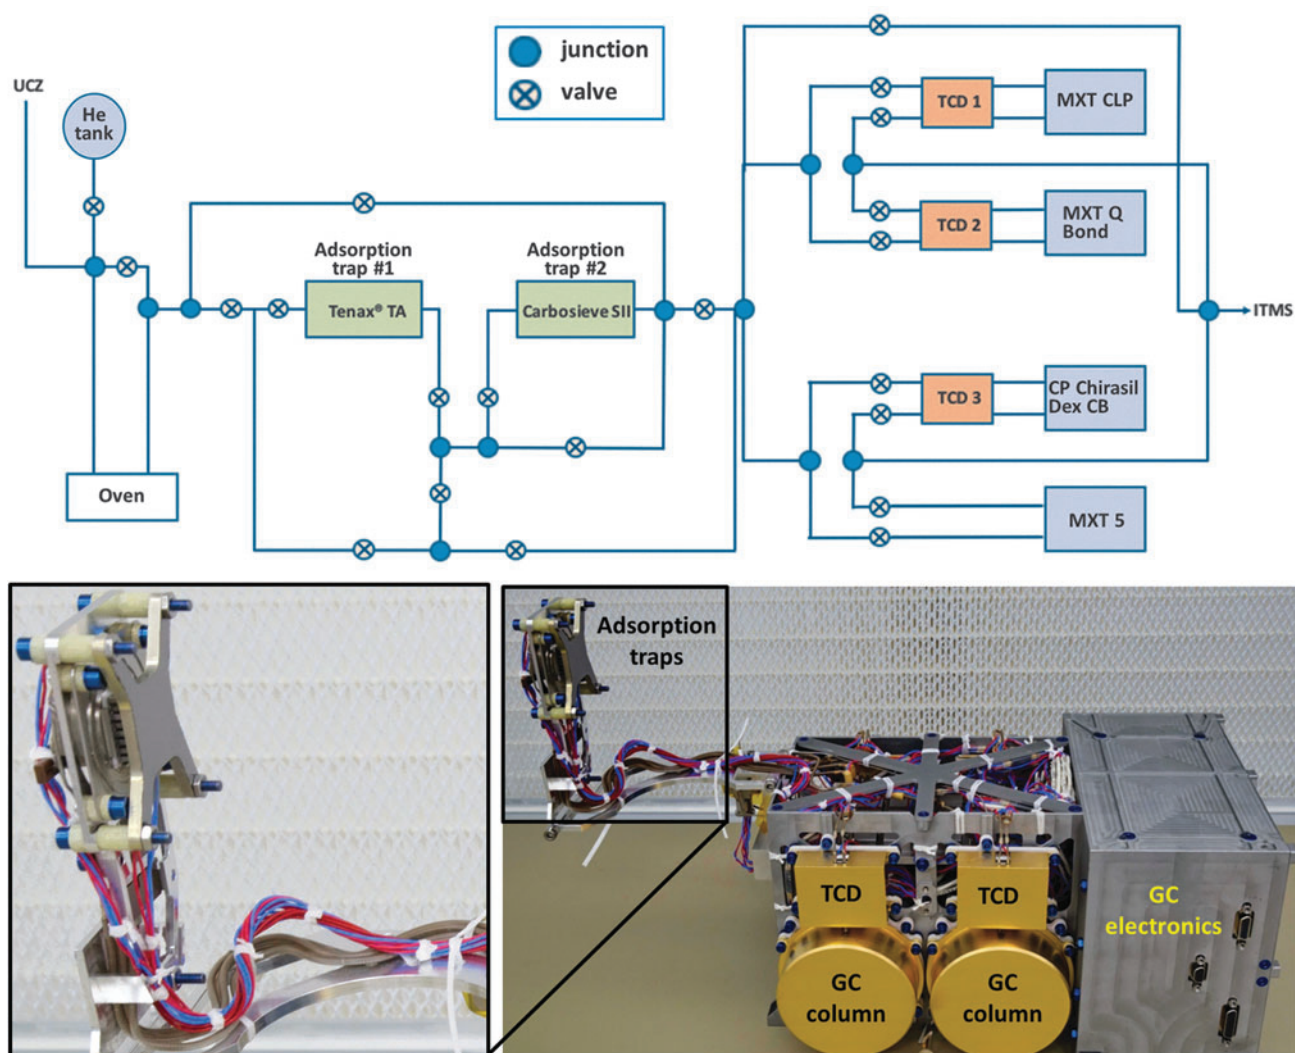 junction
valve
UCZ
He
tank
TCD 1
MXT CLP
TCD 2
MXT Q
Bond
Adsorption
trap #1
Adsorption
trap #2
Tenax® TA
Carbosieve SII
ITMS
TCD 3
CP Chirasil
Dex CB
Oven
MXT 5
Adsorption
traps
TCD
TCD
GC
electronics
GC
column
GC
column